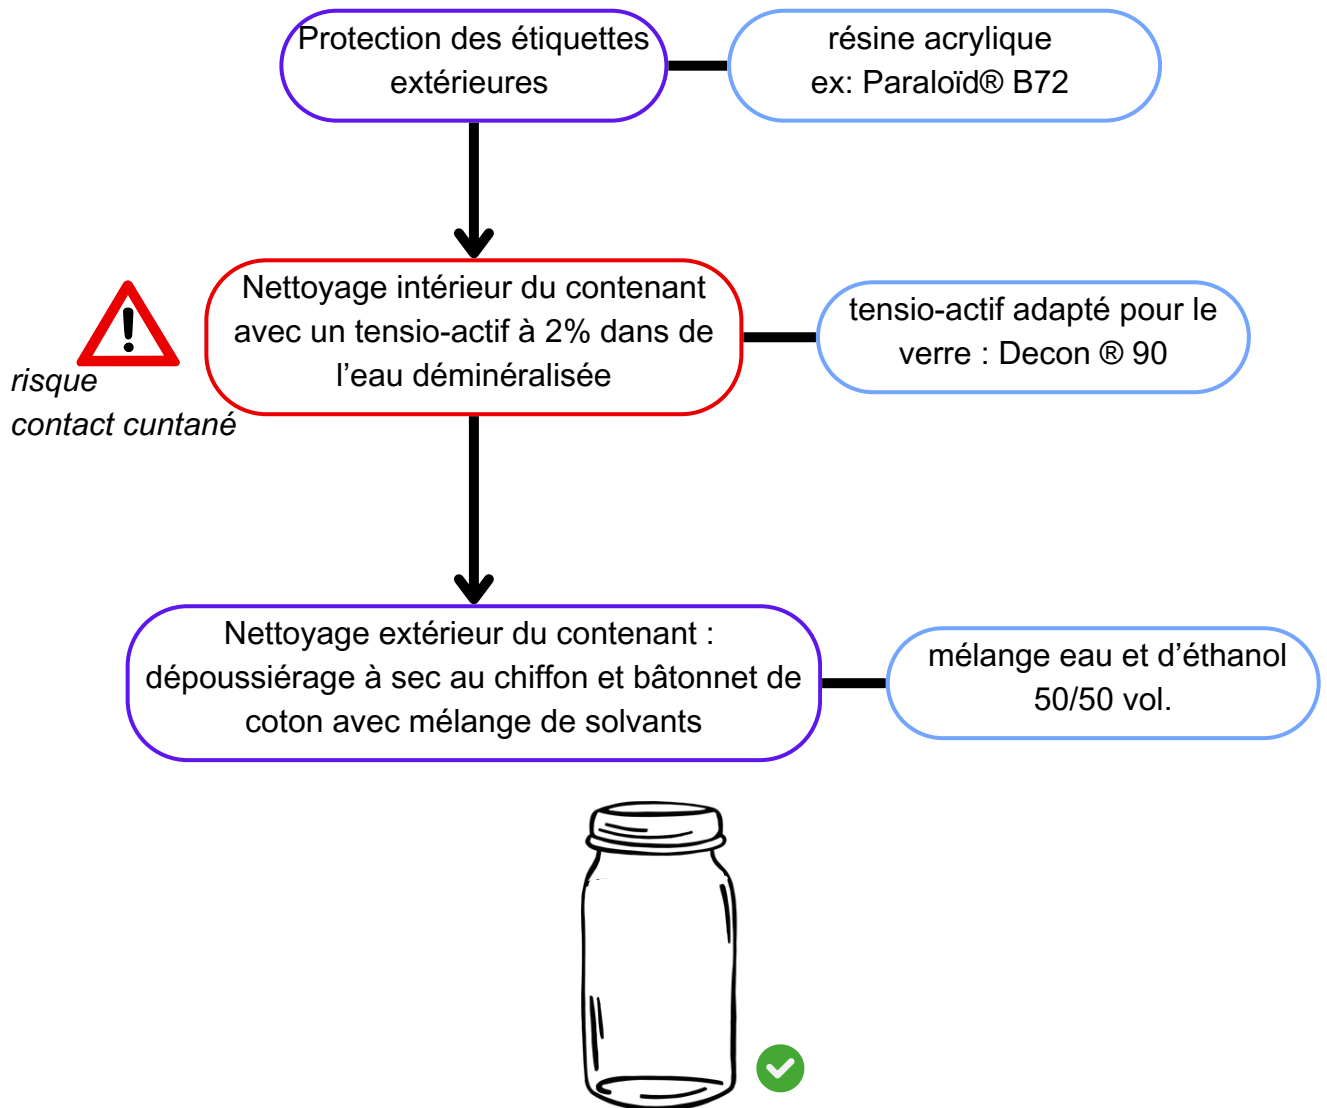 Protection des étiquettes
extérieures
résine acrylique
ex: Paraloïd® B72
Nettoyage intérieur du contenant
avec un tensio-actif à 2% dans de
l'eau déminéralisée
tensio-actif adapté pour le
verre : Decon ® 90
risque
contact cuntané
Nettoyage extérieur du contenant :
dépoussiérage à sec au chiffon et bâtonnet de
coton avec mélange de solvants
mélange eau et d'éthanol
50/50 vol.